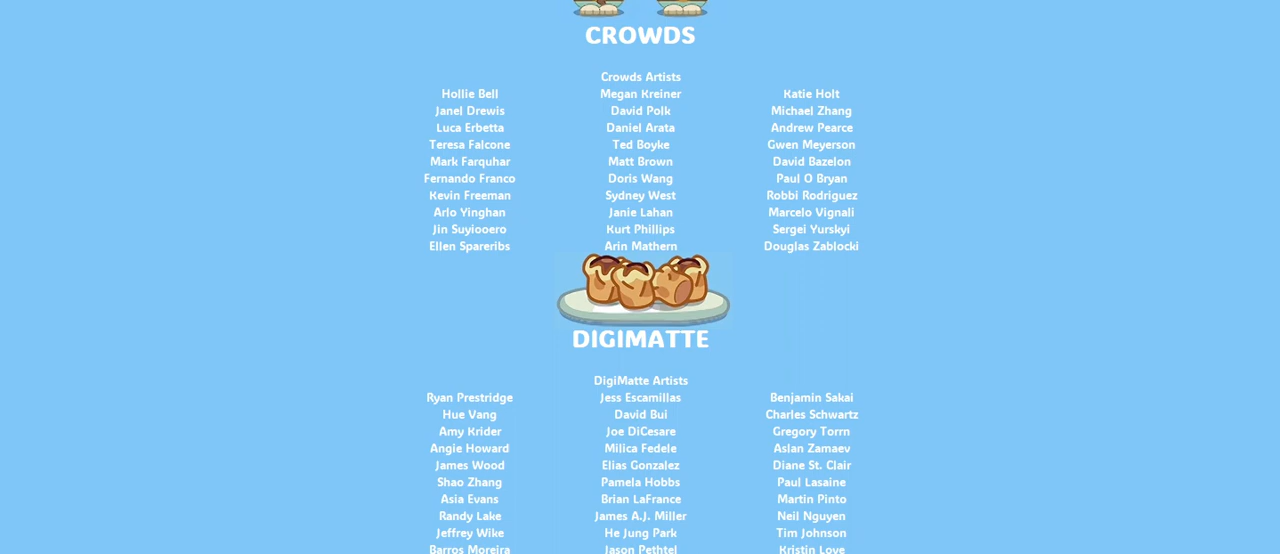 CROWDS
Crowds Artists
Hollie Bell Megan Kreiner Katie Holt
Janel Drewis David Polk Michael Zhang
Luca Erbetta Daniel Arata Andrew Pearce
Teresa Falcone Ted Boyke Gwen Meyerson
Mark Farquhar Matt Brown David Bazelon
Fernando Franco Doris Wang Paul O Bryan
Kevin Freeman Sydney West Robbi Rodriguez
Arlo Yinghan Janie Lahan Marcelo Vignali
Jin Suyiooero Kurt Phillips Sergei Yurskyi
Ellen Spareribs Arin Mathern Douglas Zablocki
DIGIMATTE
DigiMatte Artists
Ryan Prestridge Jess Escamillas Benjamin Sakai
Hue Vang David Bui Charles Schwartz
Amy Krider Joe DiCesare Gregory Torrn
Angie Howard Milica Fedele Aslan Zamaev
James Wood Elias Gonzalez Diane St. Clair
Shao Zhang Pamela Hobbs Paul Lasaine
Asia Evans Brian LaFrance Martin Pinto
Randy Lake James A.J. Miller Neil Nguyen
Jeffrey Wike He Jung Park Tim Johnson
Barros Moreira Jason Pethtel Kristin Love